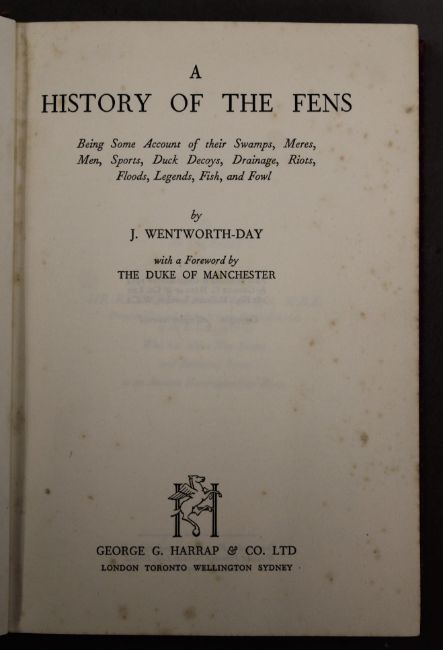 A
HISTORY OF THE FENS
Being Some Account of their Swamps, Meres,
Men, Sports, Duck Decoys, Drainage, Riots,
Floods, Legends, Fish, and Fowl
by
J. WENTWORTH-DAY
with a Foreword by
THE DUKE OF MANCHESTER
H
GEORGE G. HARRAP & CO. LTD
LONDON TORONTO WELLINGTON SYDNEY